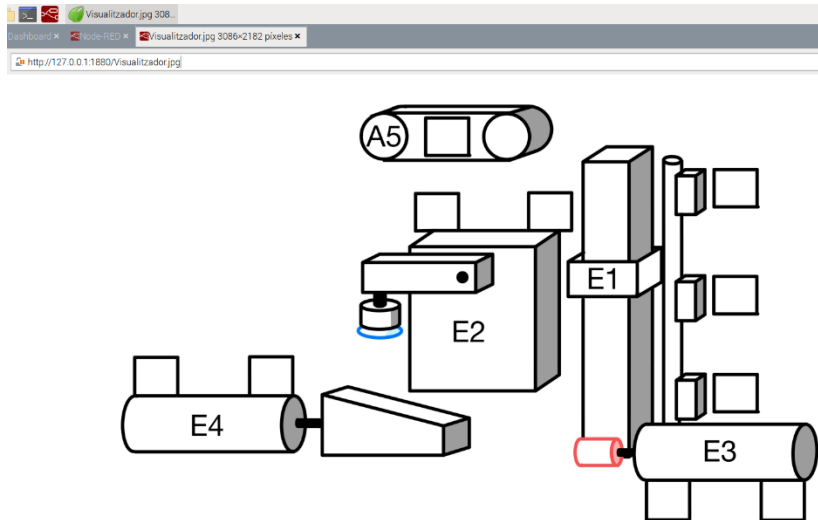 Visualitzador.jpg 308...
Dashboard × Node-RED × Visualitzador.jpg 3086×2182 píxeles ×
http://127.0.0.1:1880/Visualitzador.jpg
A5
E1
E2
E4
E3